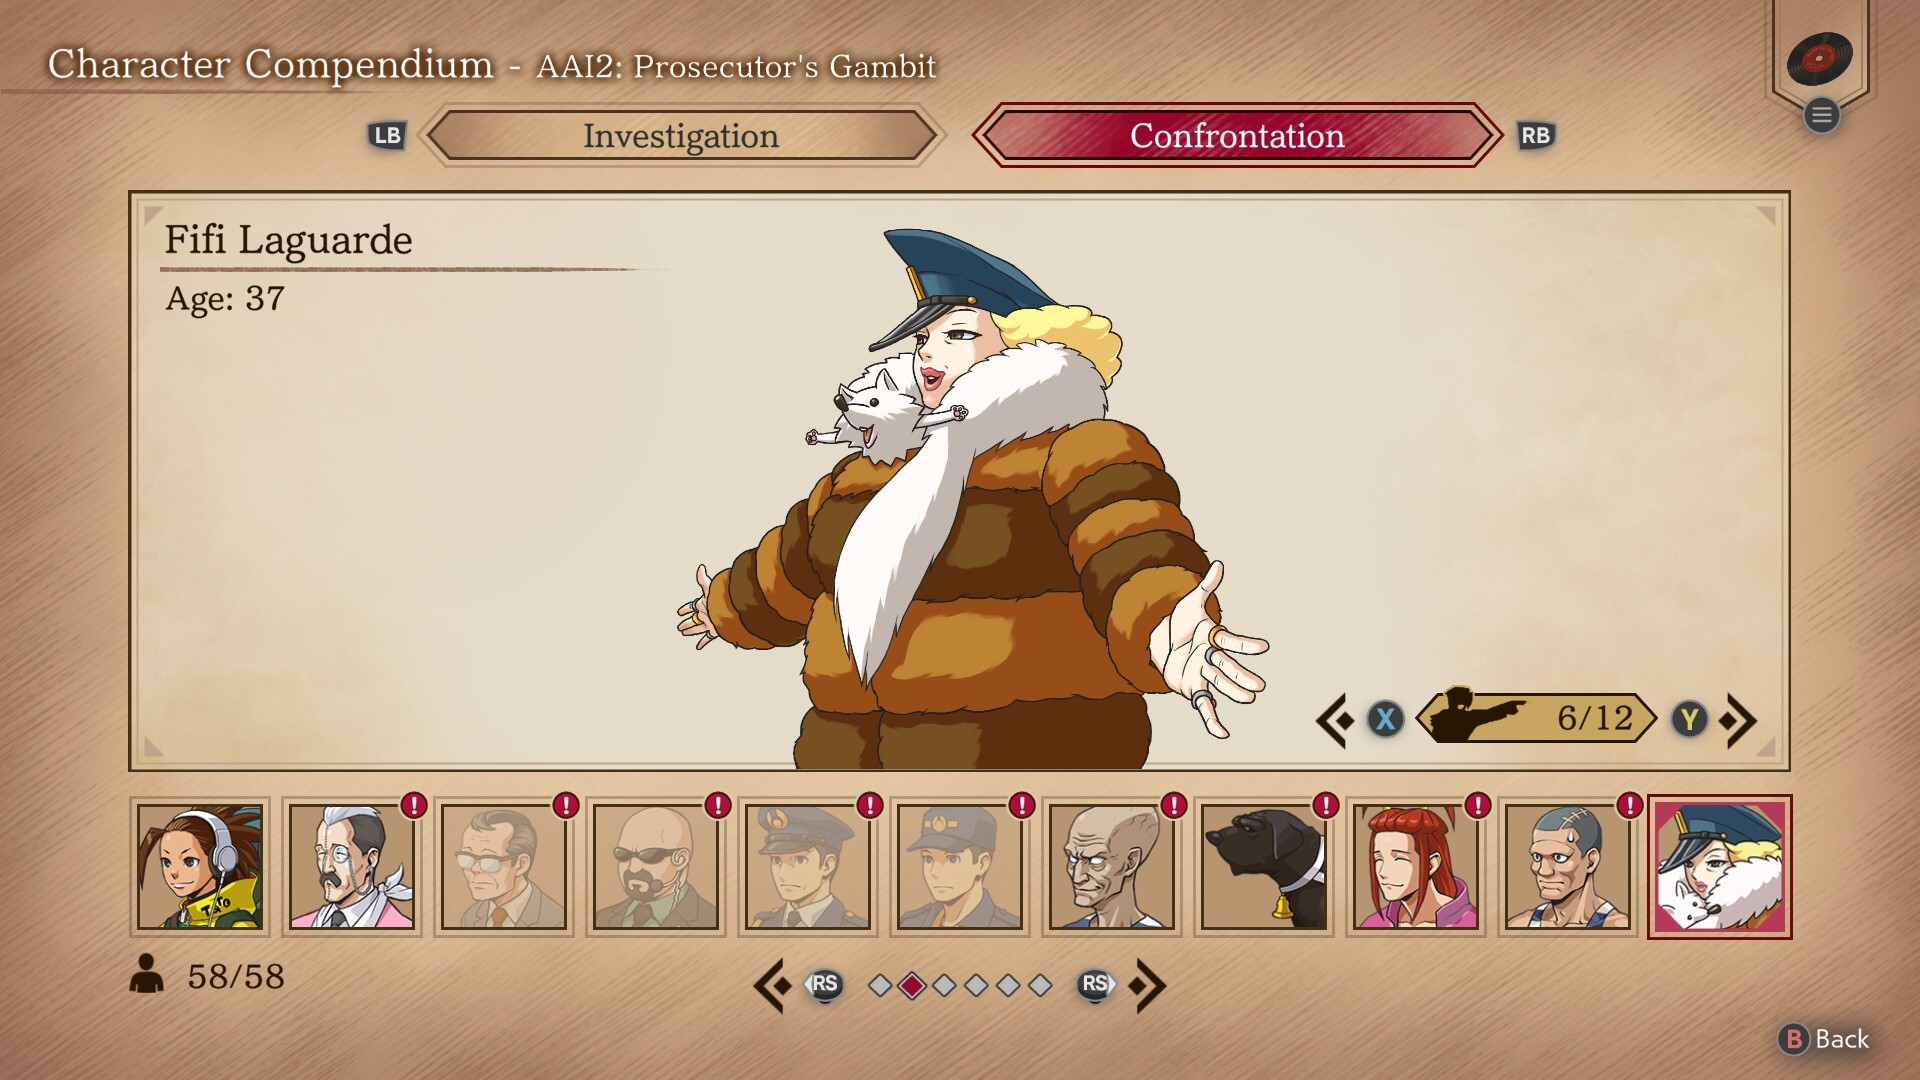 Character Compendium - AAI2: Prosecutor's Gambit
LB Investigation Confrontation RB
Fifi Laguarde
Age: 37
X 6/12 Y
! ! ! ! ! ! ! ! !
ToTo
58/58
RS RS
B Back